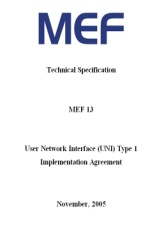 MEF
Technical Specification
MEF 13
User Network Interface (UNI) Type 1
Implementation Agreement
November, 2005